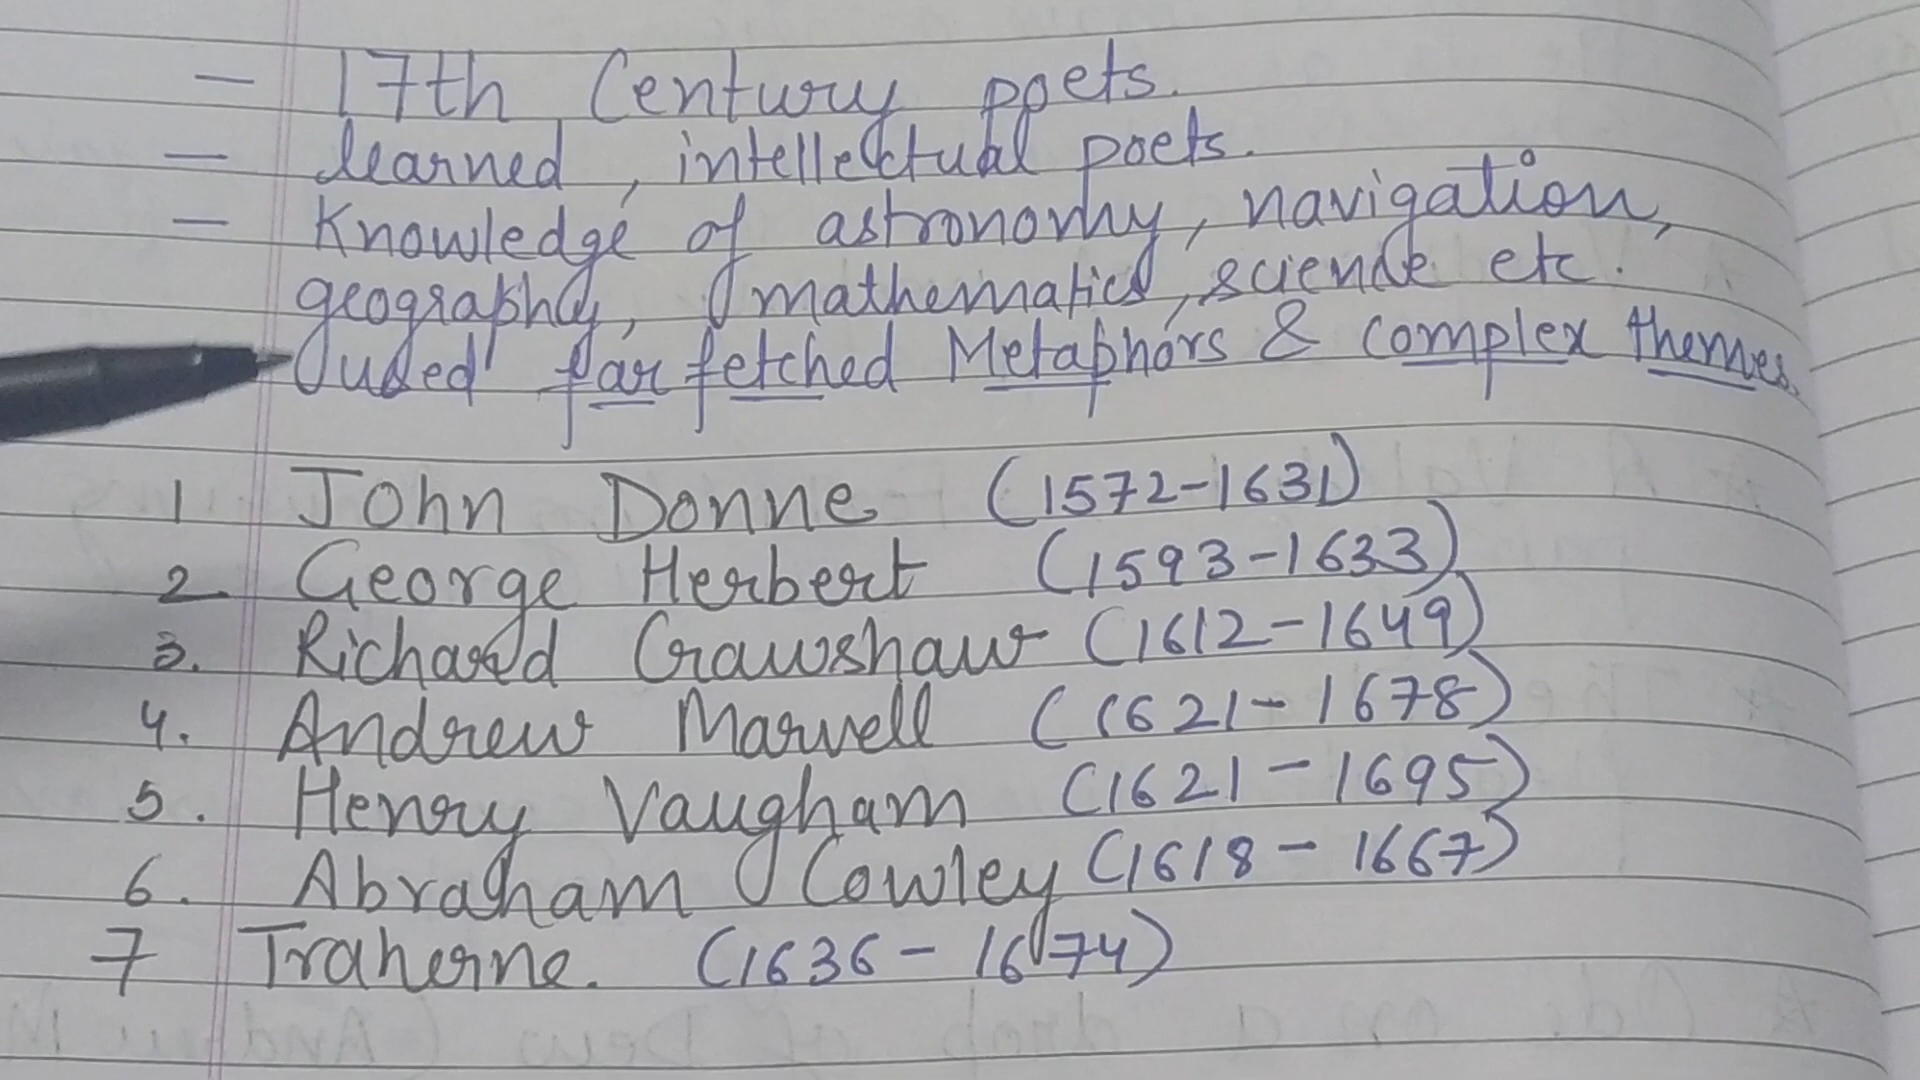 - 17th Century poets.
- learned, intellectual poets.
- Knowledge of astronomy, navigation,
geography, mathematics, science etc.
used far fetched Metaphors & complex themes.
1 John Donne (1572-1631)
2. George Herbert (1593-1633)
3. Richard Crawshaw (1612-1649)
4. Andrew Marvell (1621-1678)
5. Henry Vaugham (1621-1695)
6. Abraham Cowley (1618-1667)
7 Traherne. (1636-1674)